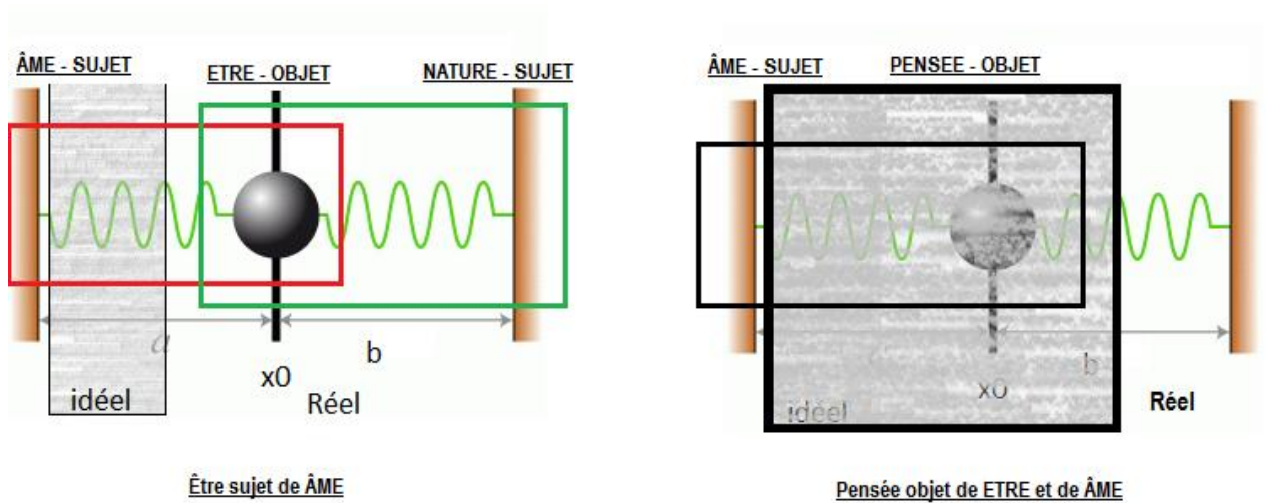 ÂME - SUJET
ETRE - OBJET
NATURE - SUJET
a
b
x0
idéel
Réel
Être sujet de ÂME
ÂME - SUJET
PENSEE - OBJET
b
x0
idéel
Réel
Pensée objet de ETRE et de ÂME